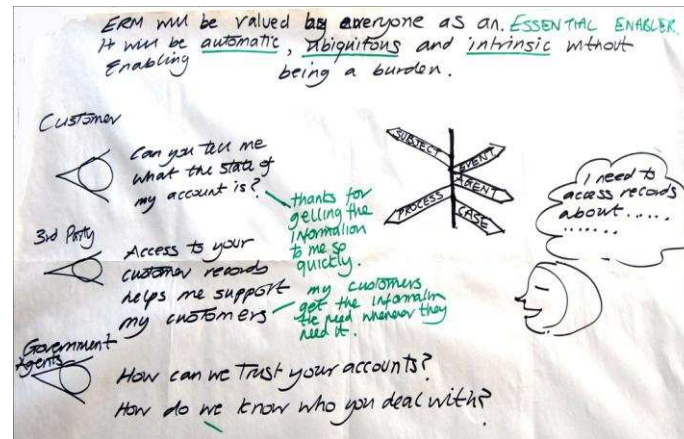 ERM will be valued by everyone as an ESSENTIAL ENABLER.
It will be automatic, ubiquitous and intrinsic without
Enabling being a burden.
Customer
Can you tell me
what the state of
my account is?
thanks for
getting the
information
to me so
quickly.
3rd Party
Access to your
customer records
helps me support
my customers
my customers
get the information
the need whenever they
need it.
Government
Agents
How can we trust your accounts?
How do we know who you deal with?
SUBJECT
EVENT
AGENT
PROCESS
CASE
I need to
access records
about.....
.......